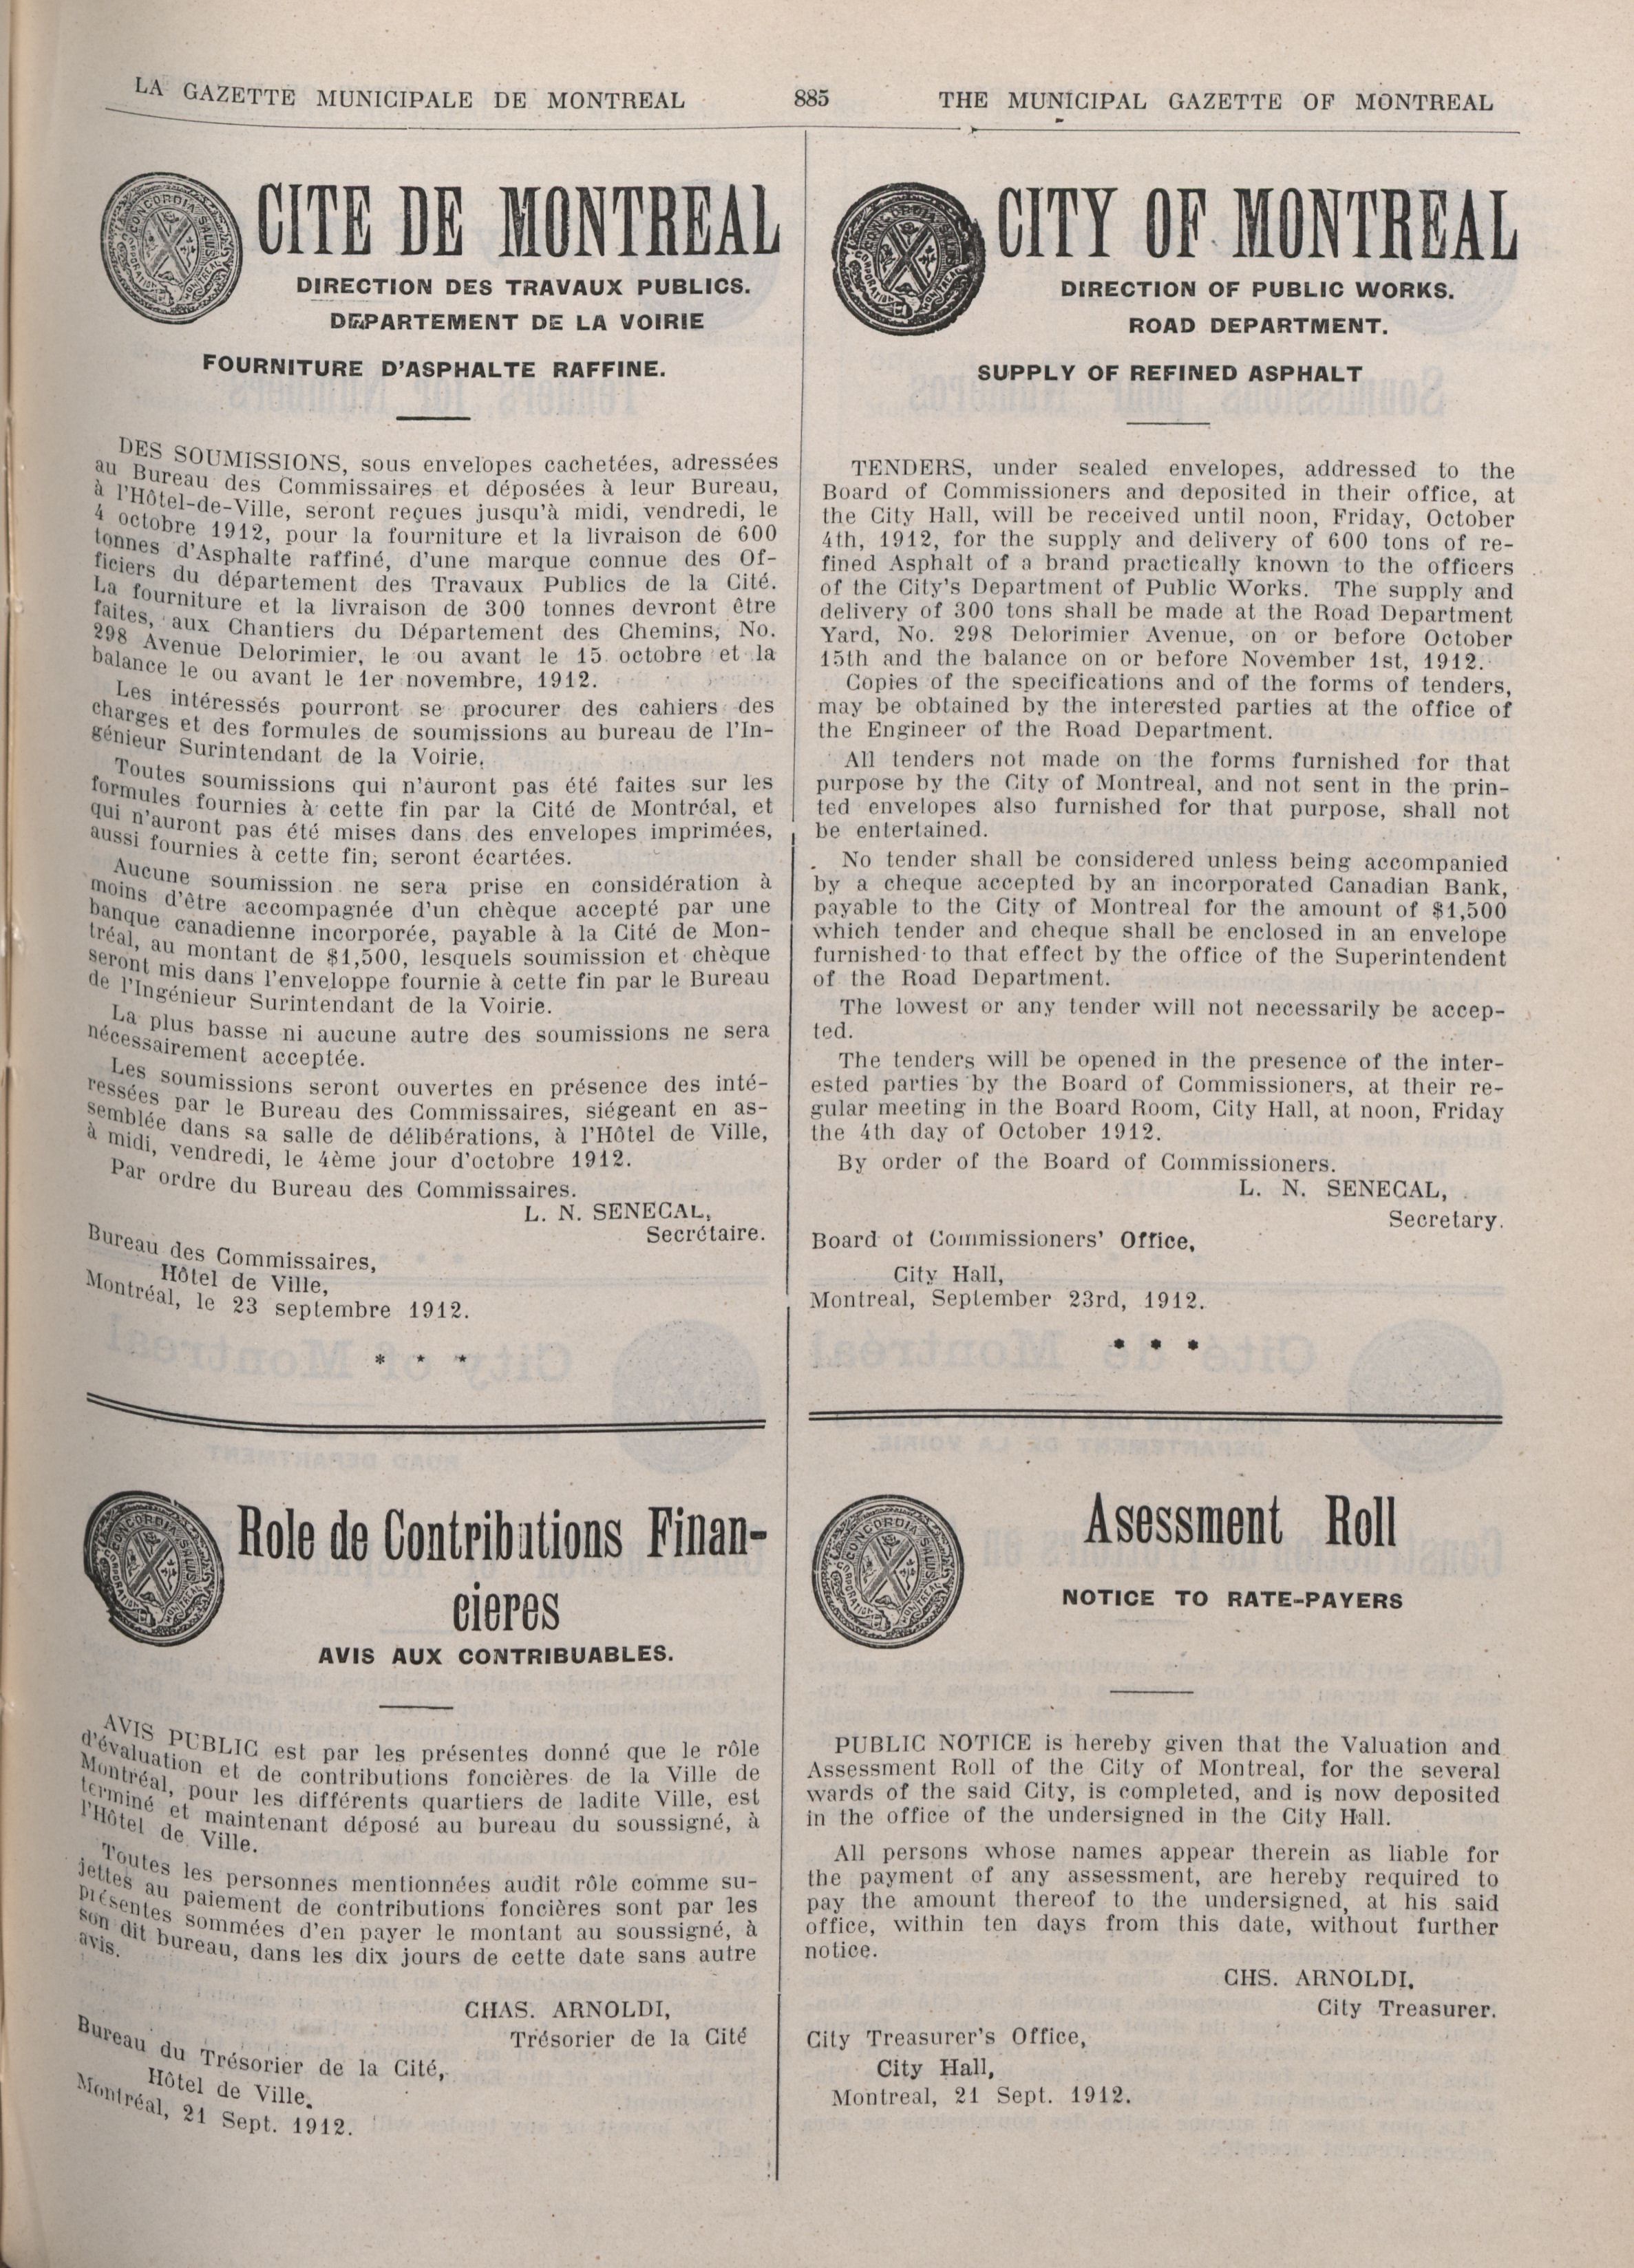 LA GAZETTE MUNICIPALE DE MONTREAL 885 THE MUNICIPAL GAZETTE OF MONTREAL
CITE DE MONTREAL
DIRECTION DES TRAVAUX PUBLICS.
DEPARTEMENT DE LA VOIRIE
FOURNITURE D'ASPHALTE RAFFINE.
DES SOUMISSIONS, sous envelopes cachetées, adressées
au Bureau des Commissaires et déposées à leur Bureau,
à l'Hôtel-de-Ville, seront reçues jusqu'à midi, vendredi, le
4 octobre 1912, pour la fourniture et la livraison de 600
tonnes d'Asphalte raffiné, d'une marque connue des Of-
ficiers du département des Travaux Publics de la Cité.
La fourniture et la livraison de 300 tonnes devront être
faites, aux Chantiers du Département des Chemins, No.
298 Avenue Delorimier, le ou avant le 15 octobre et la
balance le ou avant le 1er novembre, 1912.
Les intéressés pourront se procurer des cahiers des
charges et des formules de soumissions au bureau de l'In-
génieur Surintendant de la Voirie.
Toutes soumissions qui n'auront pas été faites sur les
formules fournies à cette fin par la Cité de Montréal, et
qui n'auront pas été mises dans des envelopes imprimées,
aussi fournies à cette fin; seront écartées.
Aucune soumission ne sera prise en considération à
moins d'être accompagnée d'un chèque accepté par une
banque canadienne incorporée, payable à la Cité de Mon-
tréal, au montant de $1,500, lesquels soumission et chèque
seront mis dans l'enveloppe fournie à cette fin par le Bureau
de l'Ingénieur Surintendant de la Voirie.
La plus basse ni aucune autre des soumissions ne sera
nécessairement acceptée.
Les soumissions seront ouvertes en présence des inté-
ressées par le Bureau des Commissaires, siégeant en as-
semblée dans sa salle de délibérations, à l'Hôtel de Ville,
à midi, vendredi, le 4ème jour d'octobre 1912.
Par ordre du Bureau des Commissaires.
L. N. SENECAL,
Secrétaire.
Bureau des Commissaires,
Hôtel de Ville,
Montréal, le 23 septembre 1912.
* * *
Role de Contributions Finan-
cieres
AVIS AUX CONTRIBUABLES.
AVIS PUBLIC est par les présentes donné que le rôle
d'évaluation et de contributions foncières de la Ville de
Montréal, pour les différents quartiers de ladite Ville, est
terminé et maintenant déposé au bureau du soussigné, à
l'Hôtel de Ville.
Toutes les personnes mentionnées audit rôle comme su-
jettes au paiement de contributions foncières sont par les
présentes sommées d'en payer le montant au soussigné, à
son dit bureau, dans les dix jours de cette date sans autre
avis.
CHAS. ARNOLDI,
Trésorier de la Cité
Bureau du Trésorier de la Cité,
Hôtel de Ville.
Montréal, 21 Sept. 1912.
CITY OF MONTREAL
DIRECTION OF PUBLIC WORKS.
ROAD DEPARTMENT.
SUPPLY OF REFINED ASPHALT
TENDERS, under sealed envelopes, addressed to the
Board of Commissioners and deposited in their office, at
the City Hall, will be received until noon, Friday, October
4th, 1912, for the supply and delivery of 600 tons of re-
fined Asphalt of a brand practically known to the officers
of the City's Department of Public Works. The supply and
delivery of 300 tons shall be made at the Road Department
Yard, No. 298 Delorimier Avenue, on or before October
15th and the balance on or before November 1st, 1912.
Copies of the specifications and of the forms of tenders,
may be obtained by the interested parties at the office of
the Engineer of the Road Department.
All tenders not made on the forms furnished for that
purpose by the City of Montreal, and not sent in the prin-
ted envelopes also furnished for that purpose, shall not
be entertained.
No tender shall be considered unless being accompanied
by a cheque accepted by an incorporated Canadian Bank,
payable to the City of Montreal for the amount of $1,500
which tender and cheque shall be enclosed in an envelope
furnished to that effect by the office of the Superintendent
of the Road Department.
The lowest or any tender will not necessarily be accep-
ted.
The tenders will be opened in the presence of the inter-
ested parties by the Board of Commissioners, at their re-
gular meeting in the Board Room, City Hall, at noon, Friday
the 4th day of October 1912.
By order of the Board of Commissioners.
L. N. SENECAL,
Secretary.
Board of Commissioners' Office,
City Hall,
Montreal, September 23rd, 1912.
* * *
Asessment Roll
NOTICE TO RATE-PAYERS
PUBLIC NOTICE is hereby given that the Valuation and
Assessment Roll of the City of Montreal, for the several
wards of the said City, is completed, and is now deposited
in the office of the undersigned in the City Hall.
All persons whose names appear therein as liable for
the payment of any assessment, are hereby required to
pay the amount thereof to the undersigned, at his said
office, within ten days from this date, without further
notice.
CHS. ARNOLDI.
City Treasurer.
City Treasurer's Office,
City Hall,
Montreal, 21 Sept. 1912.